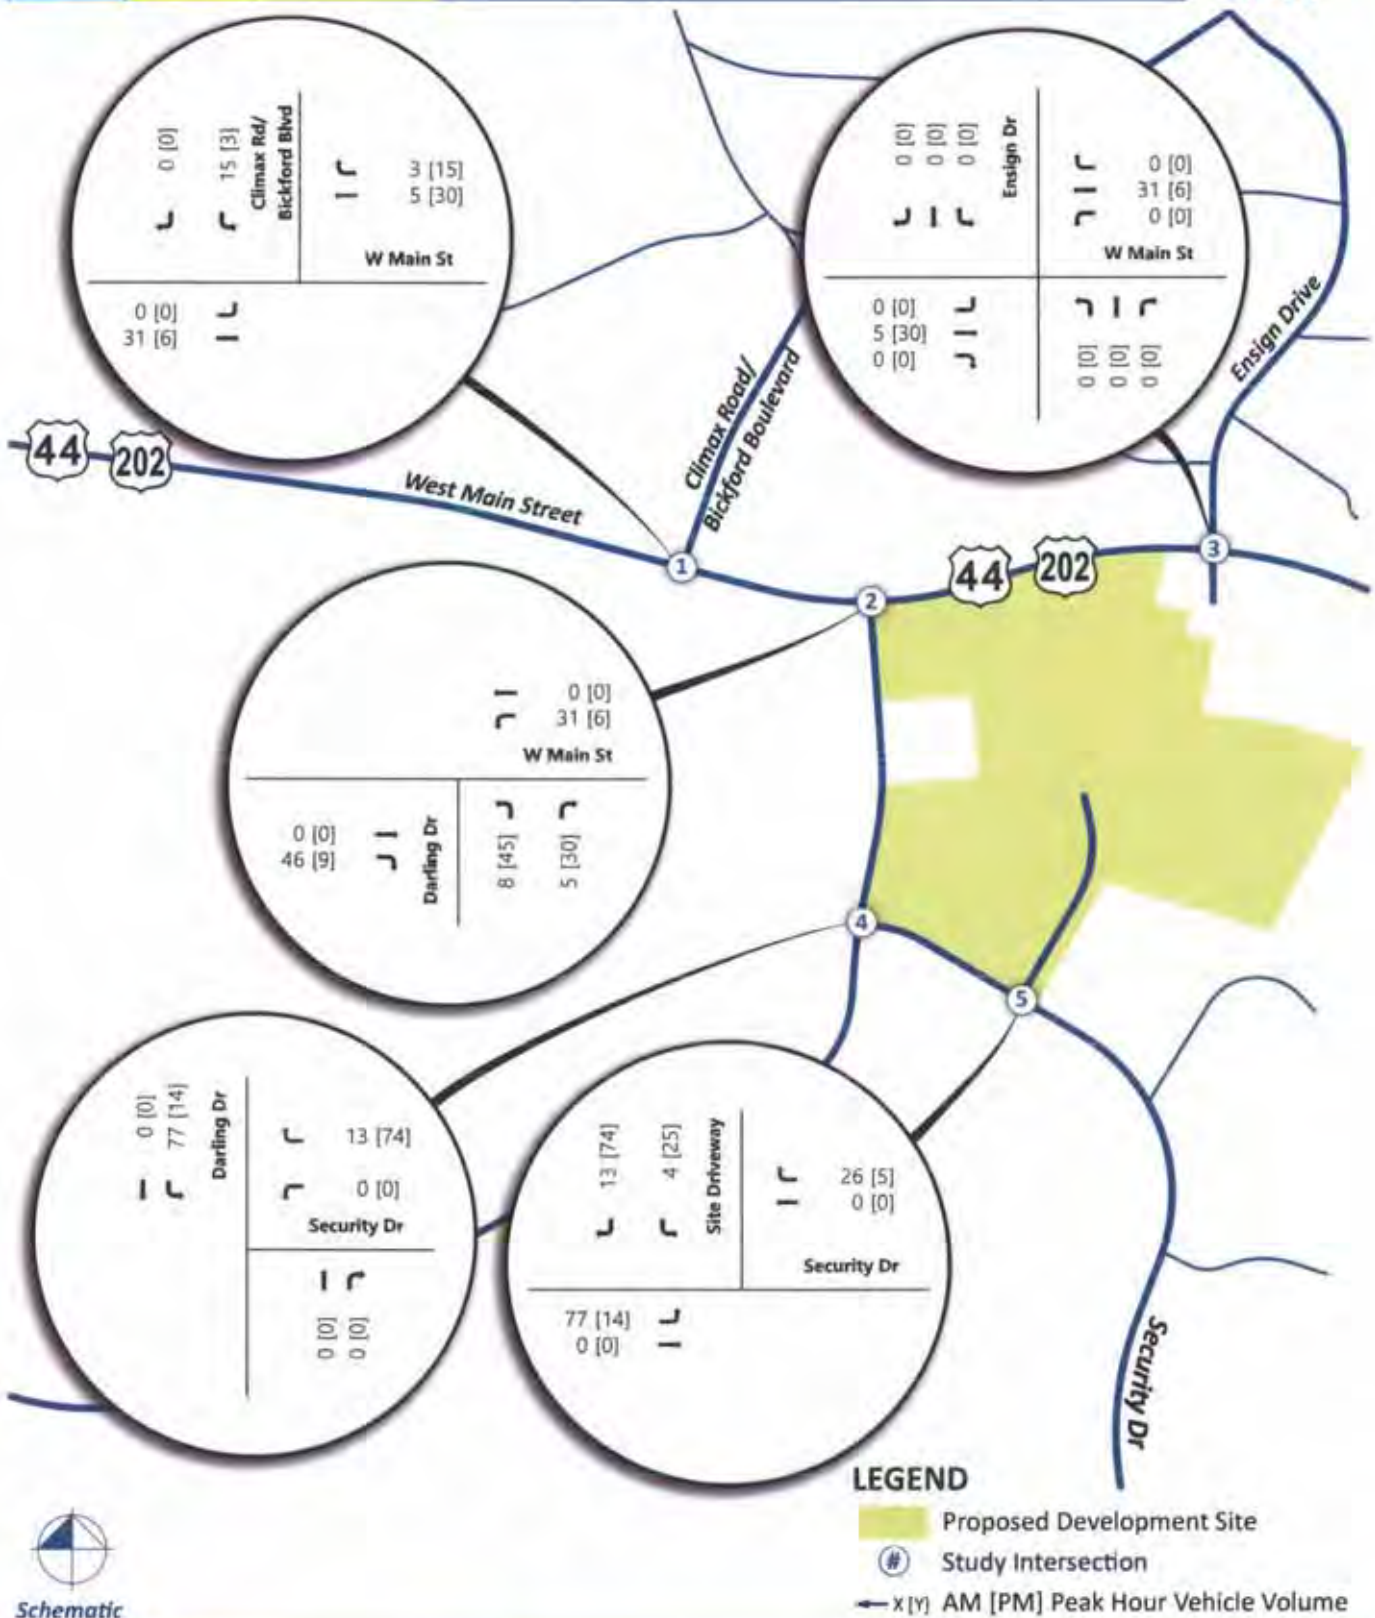 0 [0]
15 [3]
Climax Rd/
Bickford Blvd
3 [15]
5 [30]
W Main St
0 [0]
31 [6]
0 [0]
0 [0]
0 [0]
Ensign Dr
0 [0]
31 [6]
0 [0]
W Main St
0 [0]
5 [30]
0 [0]
0 [0]
0 [0]
0 [0]
Ensign Drive
Climax Road/
Bickford Boulevard
44
202
West Main Street
1
2
44
202
3
0 [0]
31 [6]
W Main St
0 [0]
46 [9]
Darling Dr
8 [45]
5 [30]
4
5
0 [0]
77 [14]
Darling Dr
13 [74]
0 [0]
Security Dr
0 [0]
0 [0]
13 [74]
4 [25]
Site Driveway
26 [5]
0 [0]
Security Dr
77 [14]
0 [0]
Security Dr
LEGEND
Proposed Development Site
# Study Intersection
X [Y] AM [PM] Peak Hour Vehicle Volume
Schematic